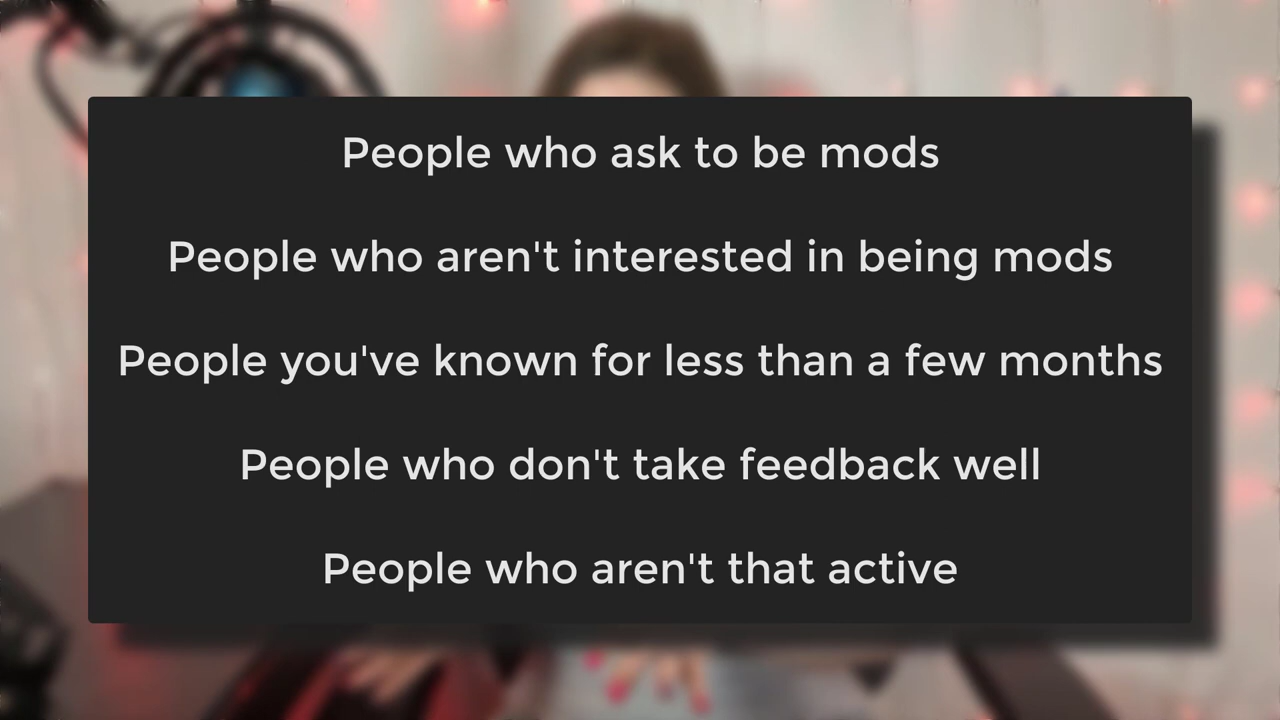 People who ask to be mods
People who aren't interested in being mods
People you've known for less than a few months
People who don't take feedback well
People who aren't that active